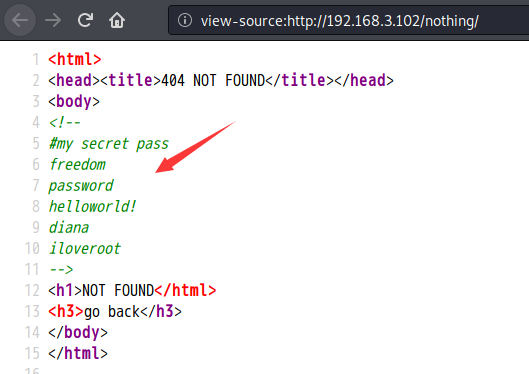 view-source:http://192.168.3.102/nothing/
1 <html>
2 <head><title>404 NOT FOUND</title></head>
3 <body>
4 <!--
5 #my secret pass
6 freedom
7 password
8 helloworld!
9 diana
10 iloveroot
11 -->
12 <h1>NOT FOUND</html>
13 <h3>go back</h3>
14 </body>
15 </html>
16